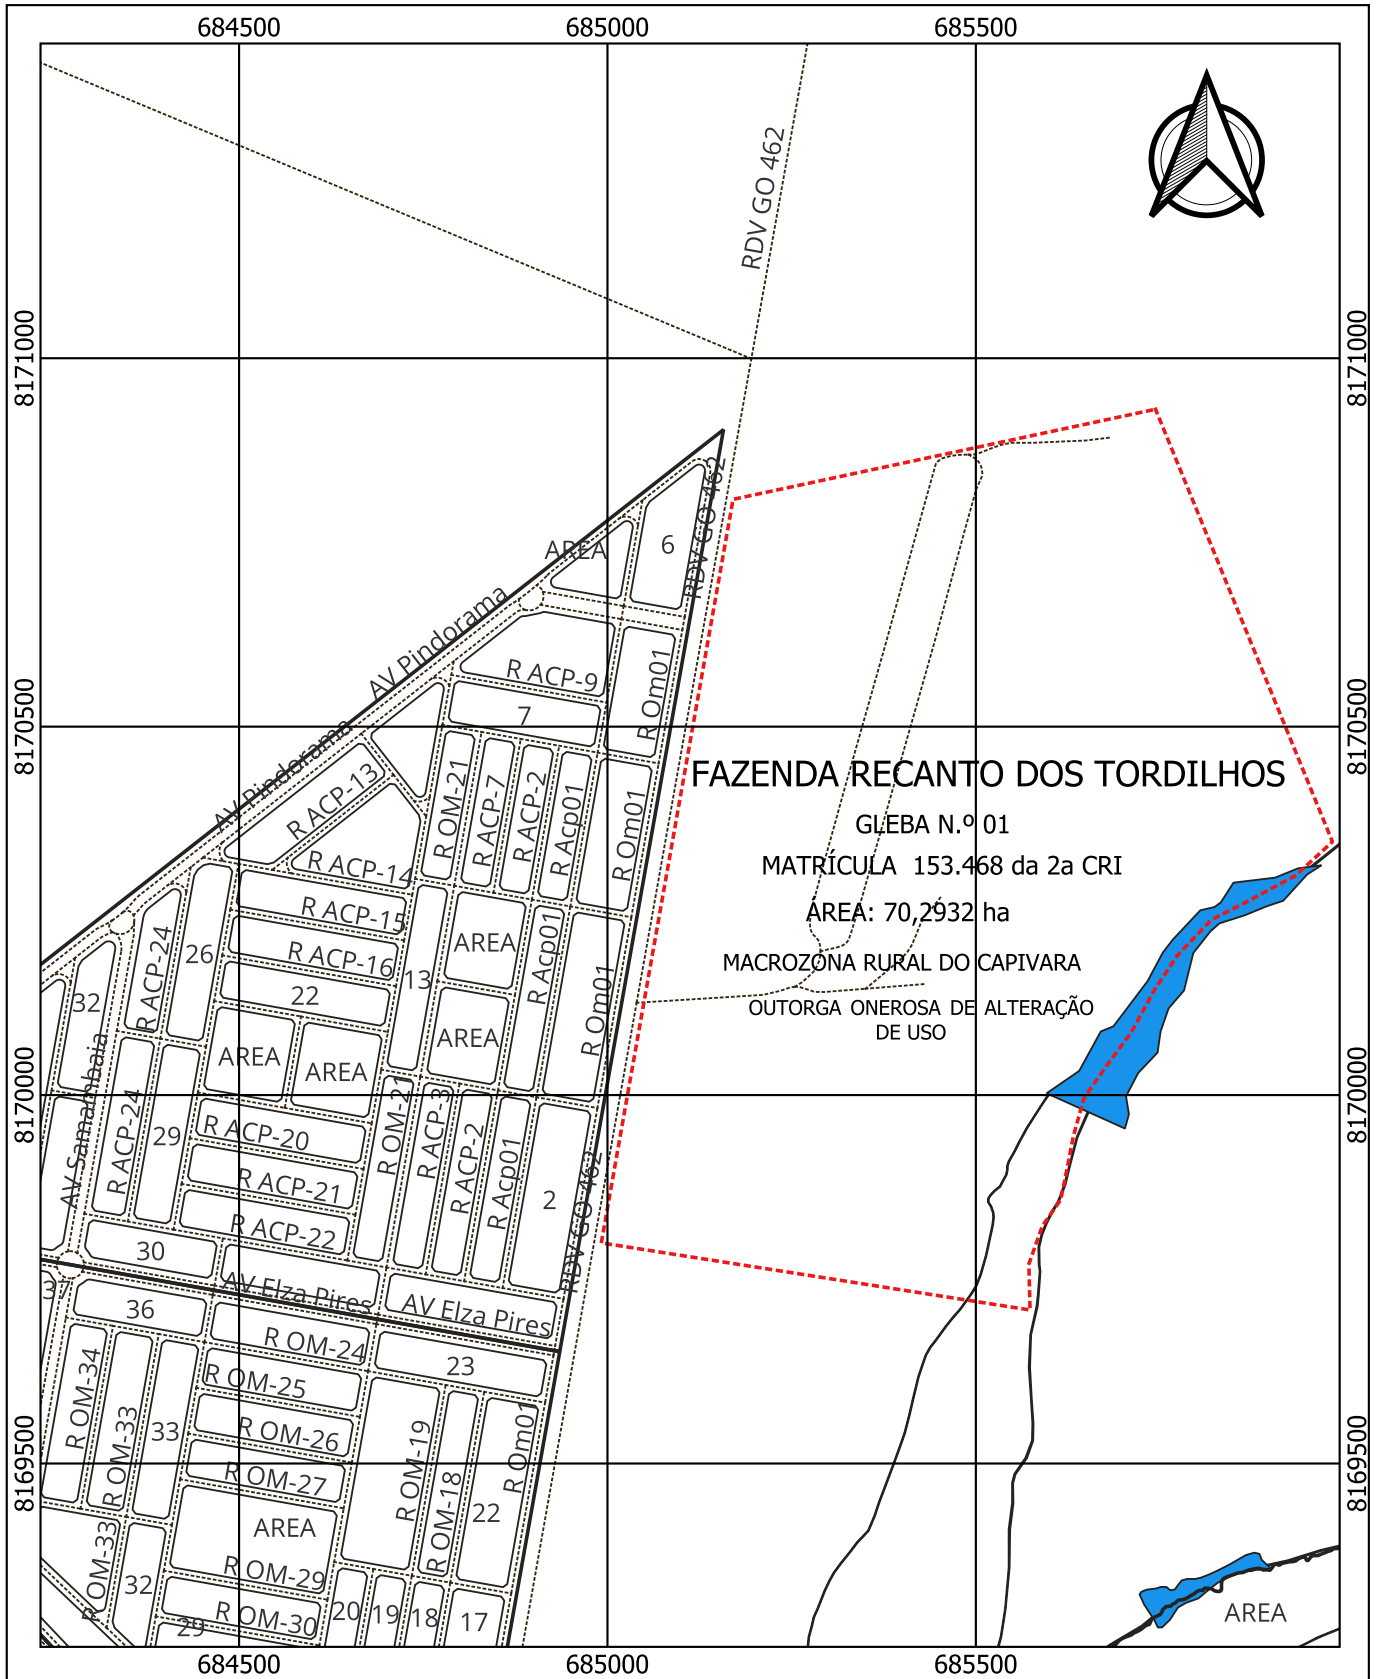 684500
685000
685500
RDV GO 462
8171000
8171000
RDV GO 462
AREA
6
AV Pindorama
R ACP-9
R Om01
7
8170500
8170500
AV Pindorama
R ACP-13
R OM-21
R ACP-7
R ACP-2
R Acp01
R Om01
FAZENDA RECANTO DOS TORDILHOS
GLEBA N.º 01
MATRÍCULA 153.468 da 2a CRI
ÁREA: 70,2932 ha
MACROZONA RURAL DO CAPIVARA
OUTORGA ONEROSA DE ALTERAÇÃO
DE USO
R ACP-14
R ACP-15
R ACP-24
26
R ACP-16
AREA
R Acp01
13
22
32
R Om01
AREA
AREA
AREA
8170000
8170000
AV Samambaia
R ACP-24
29
R ACP-20
R OM-21
R ACP-3
R ACP-2
R Acp01
2
R ACP-21
R ACP-22
30
RDV GO 462
37
AV Elza Pires
AV Elza Pires
36
R OM-24
23
R OM-34
R OM-25
R OM-33
33
R OM-26
R OM-19
R Om01
R OM-27
8169500
8169500
R OM-18
22
AREA
R OM-33
R OM-29
32
R OM-30
29
20
19
18
17
AREA
684500
685000
685500